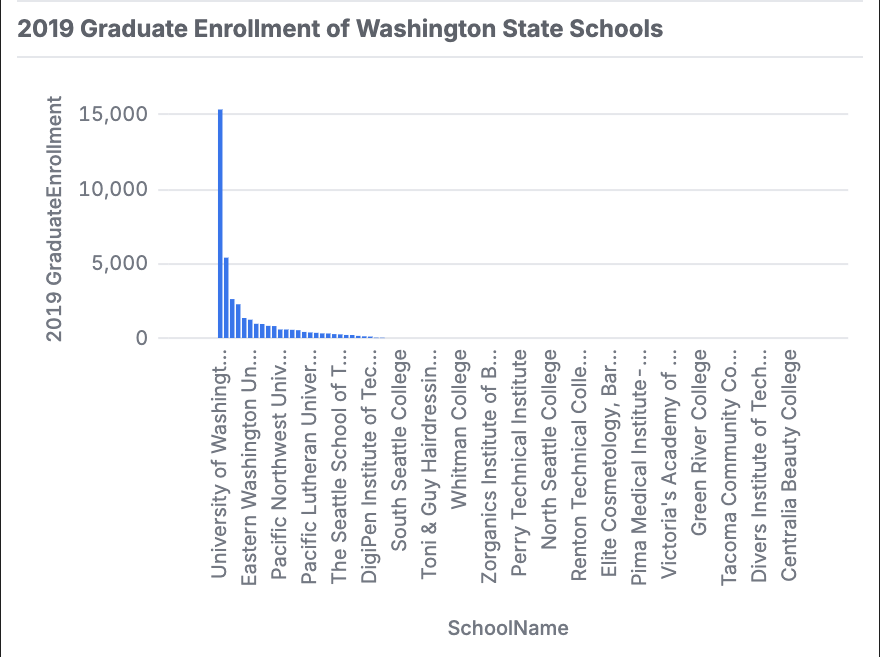 2019 Graduate Enrollment of Washington State Schools
2019 GraduateEnrollment
15,000
10,000
5,000
0
University of Washingt...
Eastern Washington Un...
Pacific Northwest Univ...
Pacific Lutheran Univer...
The Seattle School of T...
DigiPen Institute of Tec...
South Seattle College
Toni & Guy Hairdressin...
Whitman College
Zorganics Institute of B...
Perry Technical Institute
North Seattle College
Renton Technical Colle...
Elite Cosmetology, Bar...
Pima Medical Institute-...
Victoria's Academy of ...
Green River College
Tacoma Community Co...
Divers Institute of Tech...
Centralia Beauty College
SchoolName